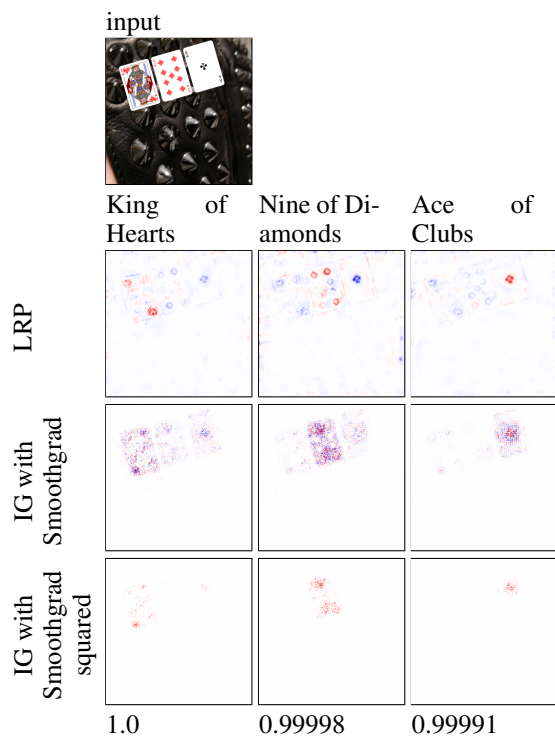 input
King of
Hearts
Nine of Di-
amonds
Ace of
Clubs
LRP
IG with
Smoothgrad
IG with
Smoothgrad
squared
1.0 0.99998 0.99991